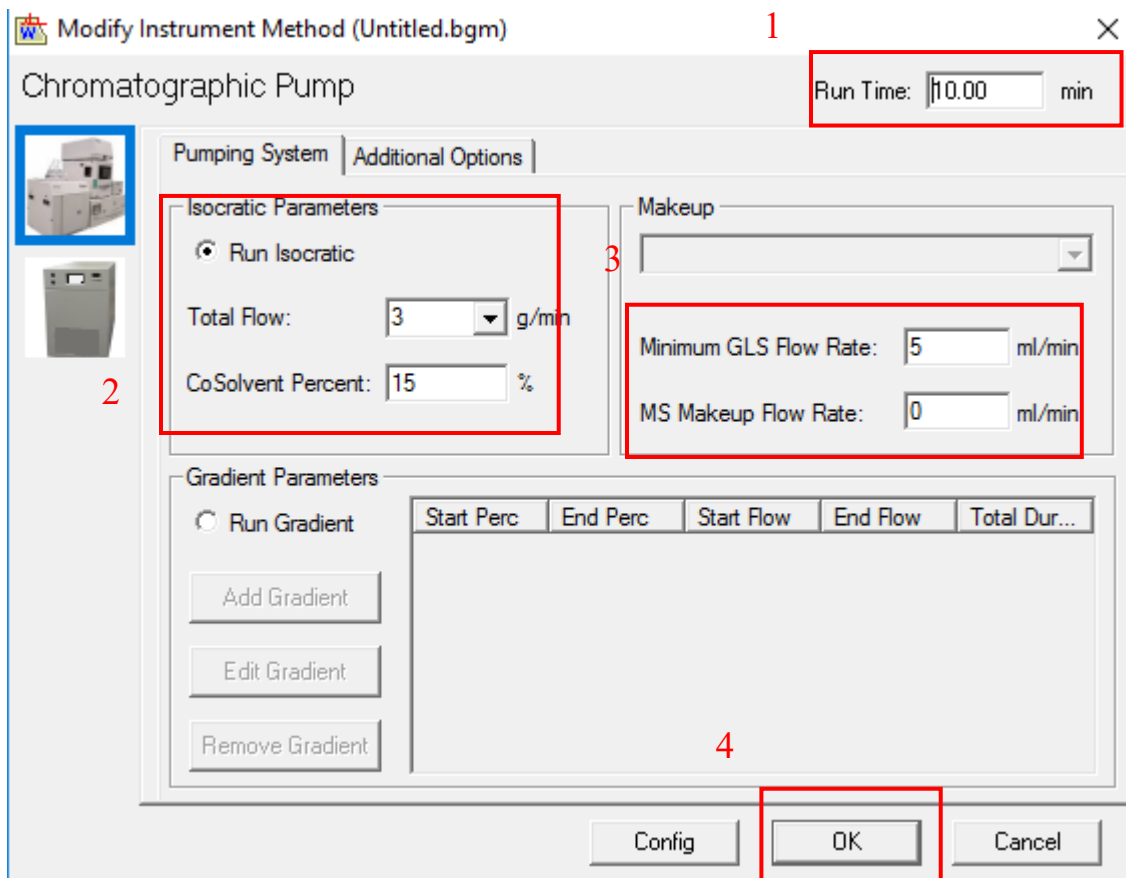 Modify Instrument Method (Untitled.bgm)
1
Chromatographic Pump
Run Time: 10.00 min
Pumping System Additional Options
Isocratic Parameters
Run Isocratic
Total Flow: 3 g/min
CoSolvent Percent: 15 %
2
Makeup
3
Minimum GLS Flow Rate: 5 ml/min
MS Makeup Flow Rate: 0 ml/min
Gradient Parameters
Run Gradient
Start Perc End Perc Start Flow End Flow Total Dur...
Add Gradient
Edit Gradient
Remove Gradient
4
Config OK Cancel